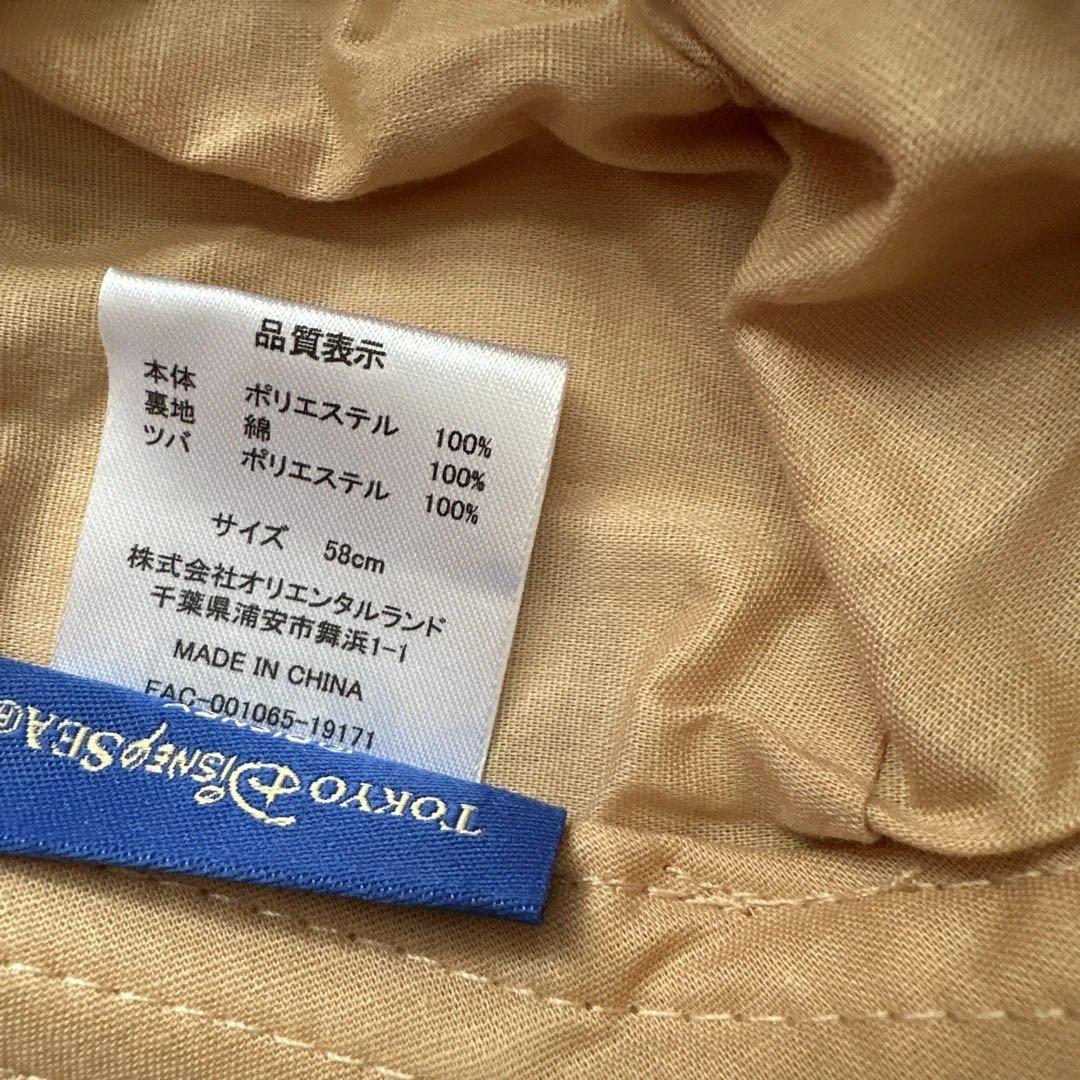 品質表示
本体 ポリエステル 100%
裏地 綿 100%
ツバ ポリエステル 100%
サイズ 58cm
株式会社オリエンタルランド
千葉県浦安市舞浜1-1
MADE IN CHINA
FAC-001065-19171
TOKYO DISNEYSEA®